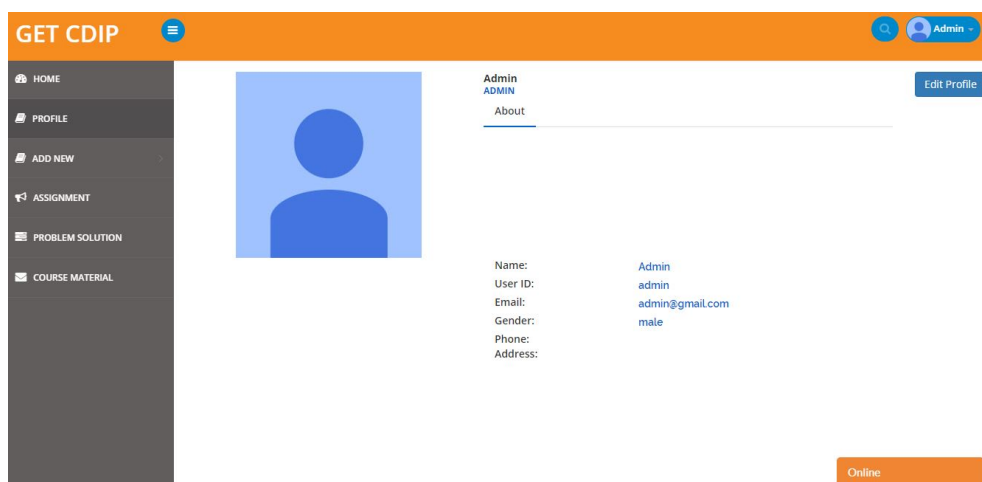 GET CDIP
Admin
HOME
PROFILE
ADD NEW
ASSIGNMENT
PROBLEM SOLUTION
COURSE MATERIAL
Admin
ADMIN
Edit Profile
About
Name: Admin
User ID: admin
Email: admin@gmail.com
Gender: male
Phone:
Address:
Online